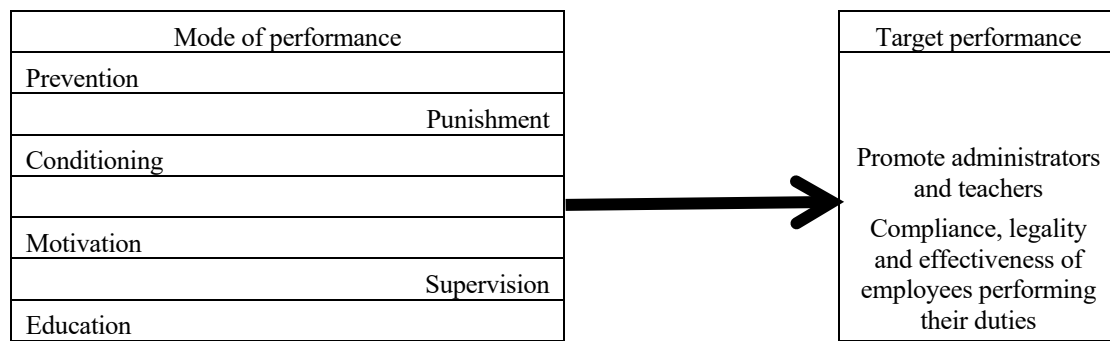 Mode of performance
Prevention
Punishment
Conditioning
Motivation
Supervision
Education
Target performance
Promote administrators
and teachers
Compliance, legality
and effectiveness of
employees performing
their duties